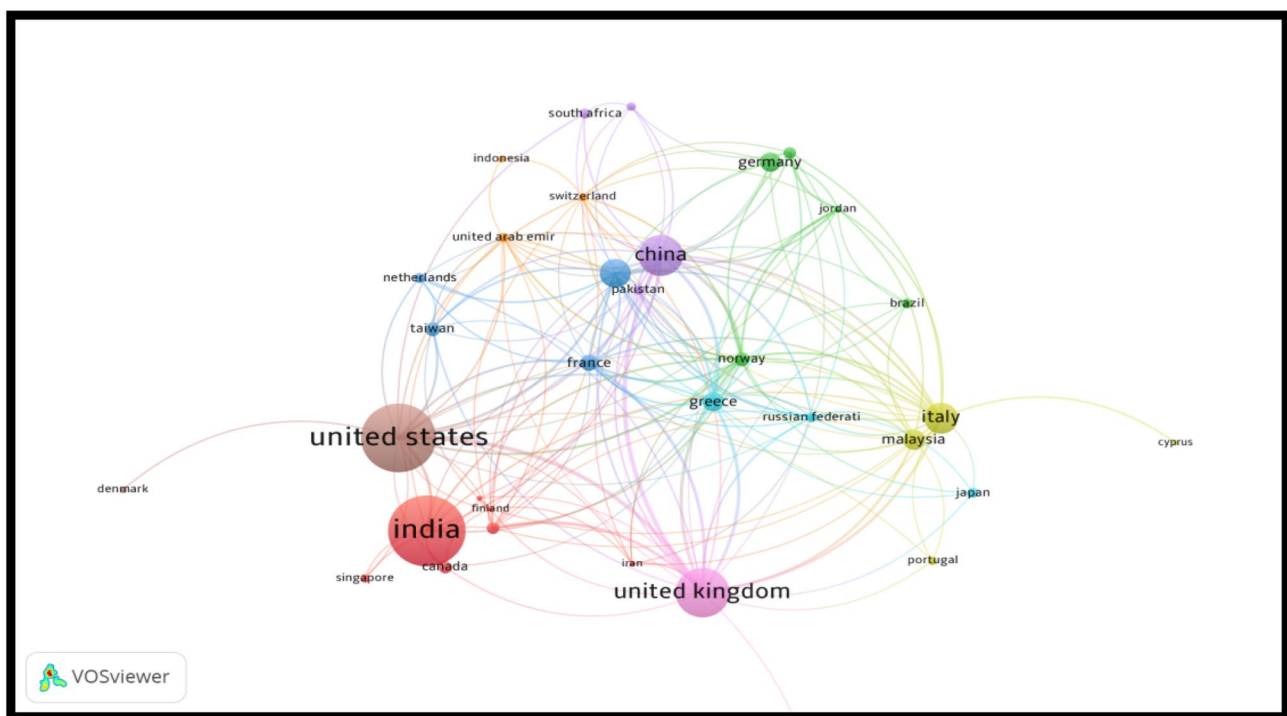 south africa
indonesia
germany
switzerland
jordan
united arab emir
china
netherlands
pakistan
brazil
taiwan
norway
france
greece
russian federati
italy
united states
malaysia
cyprus
denmark
japan
finland
india
iran
portugal
canada
singapore
united kingdom
VOSviewer